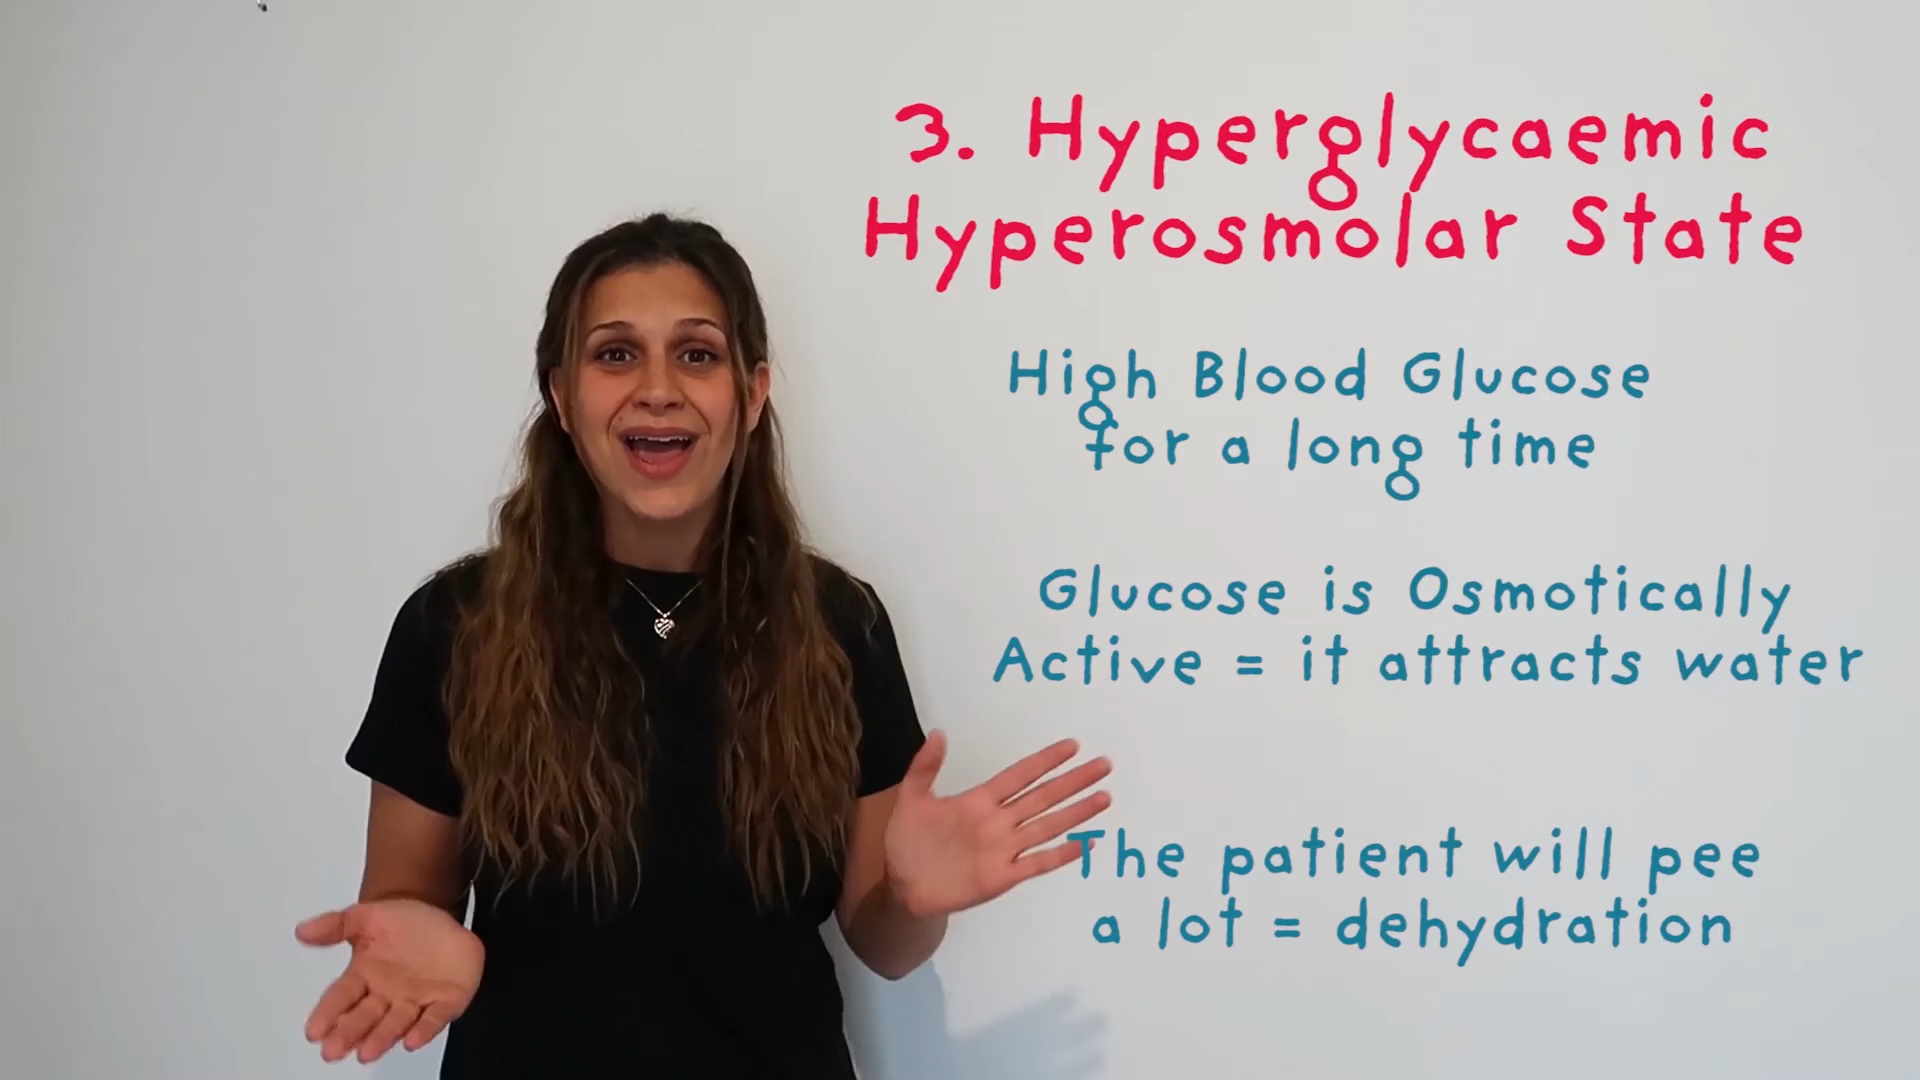 3. Hyperglycaemic
Hyperosmolar State
High Blood Glucose
for a long time
Glucose is Osmotically
Active = it attracts water
The patient will pee
a lot = dehydration